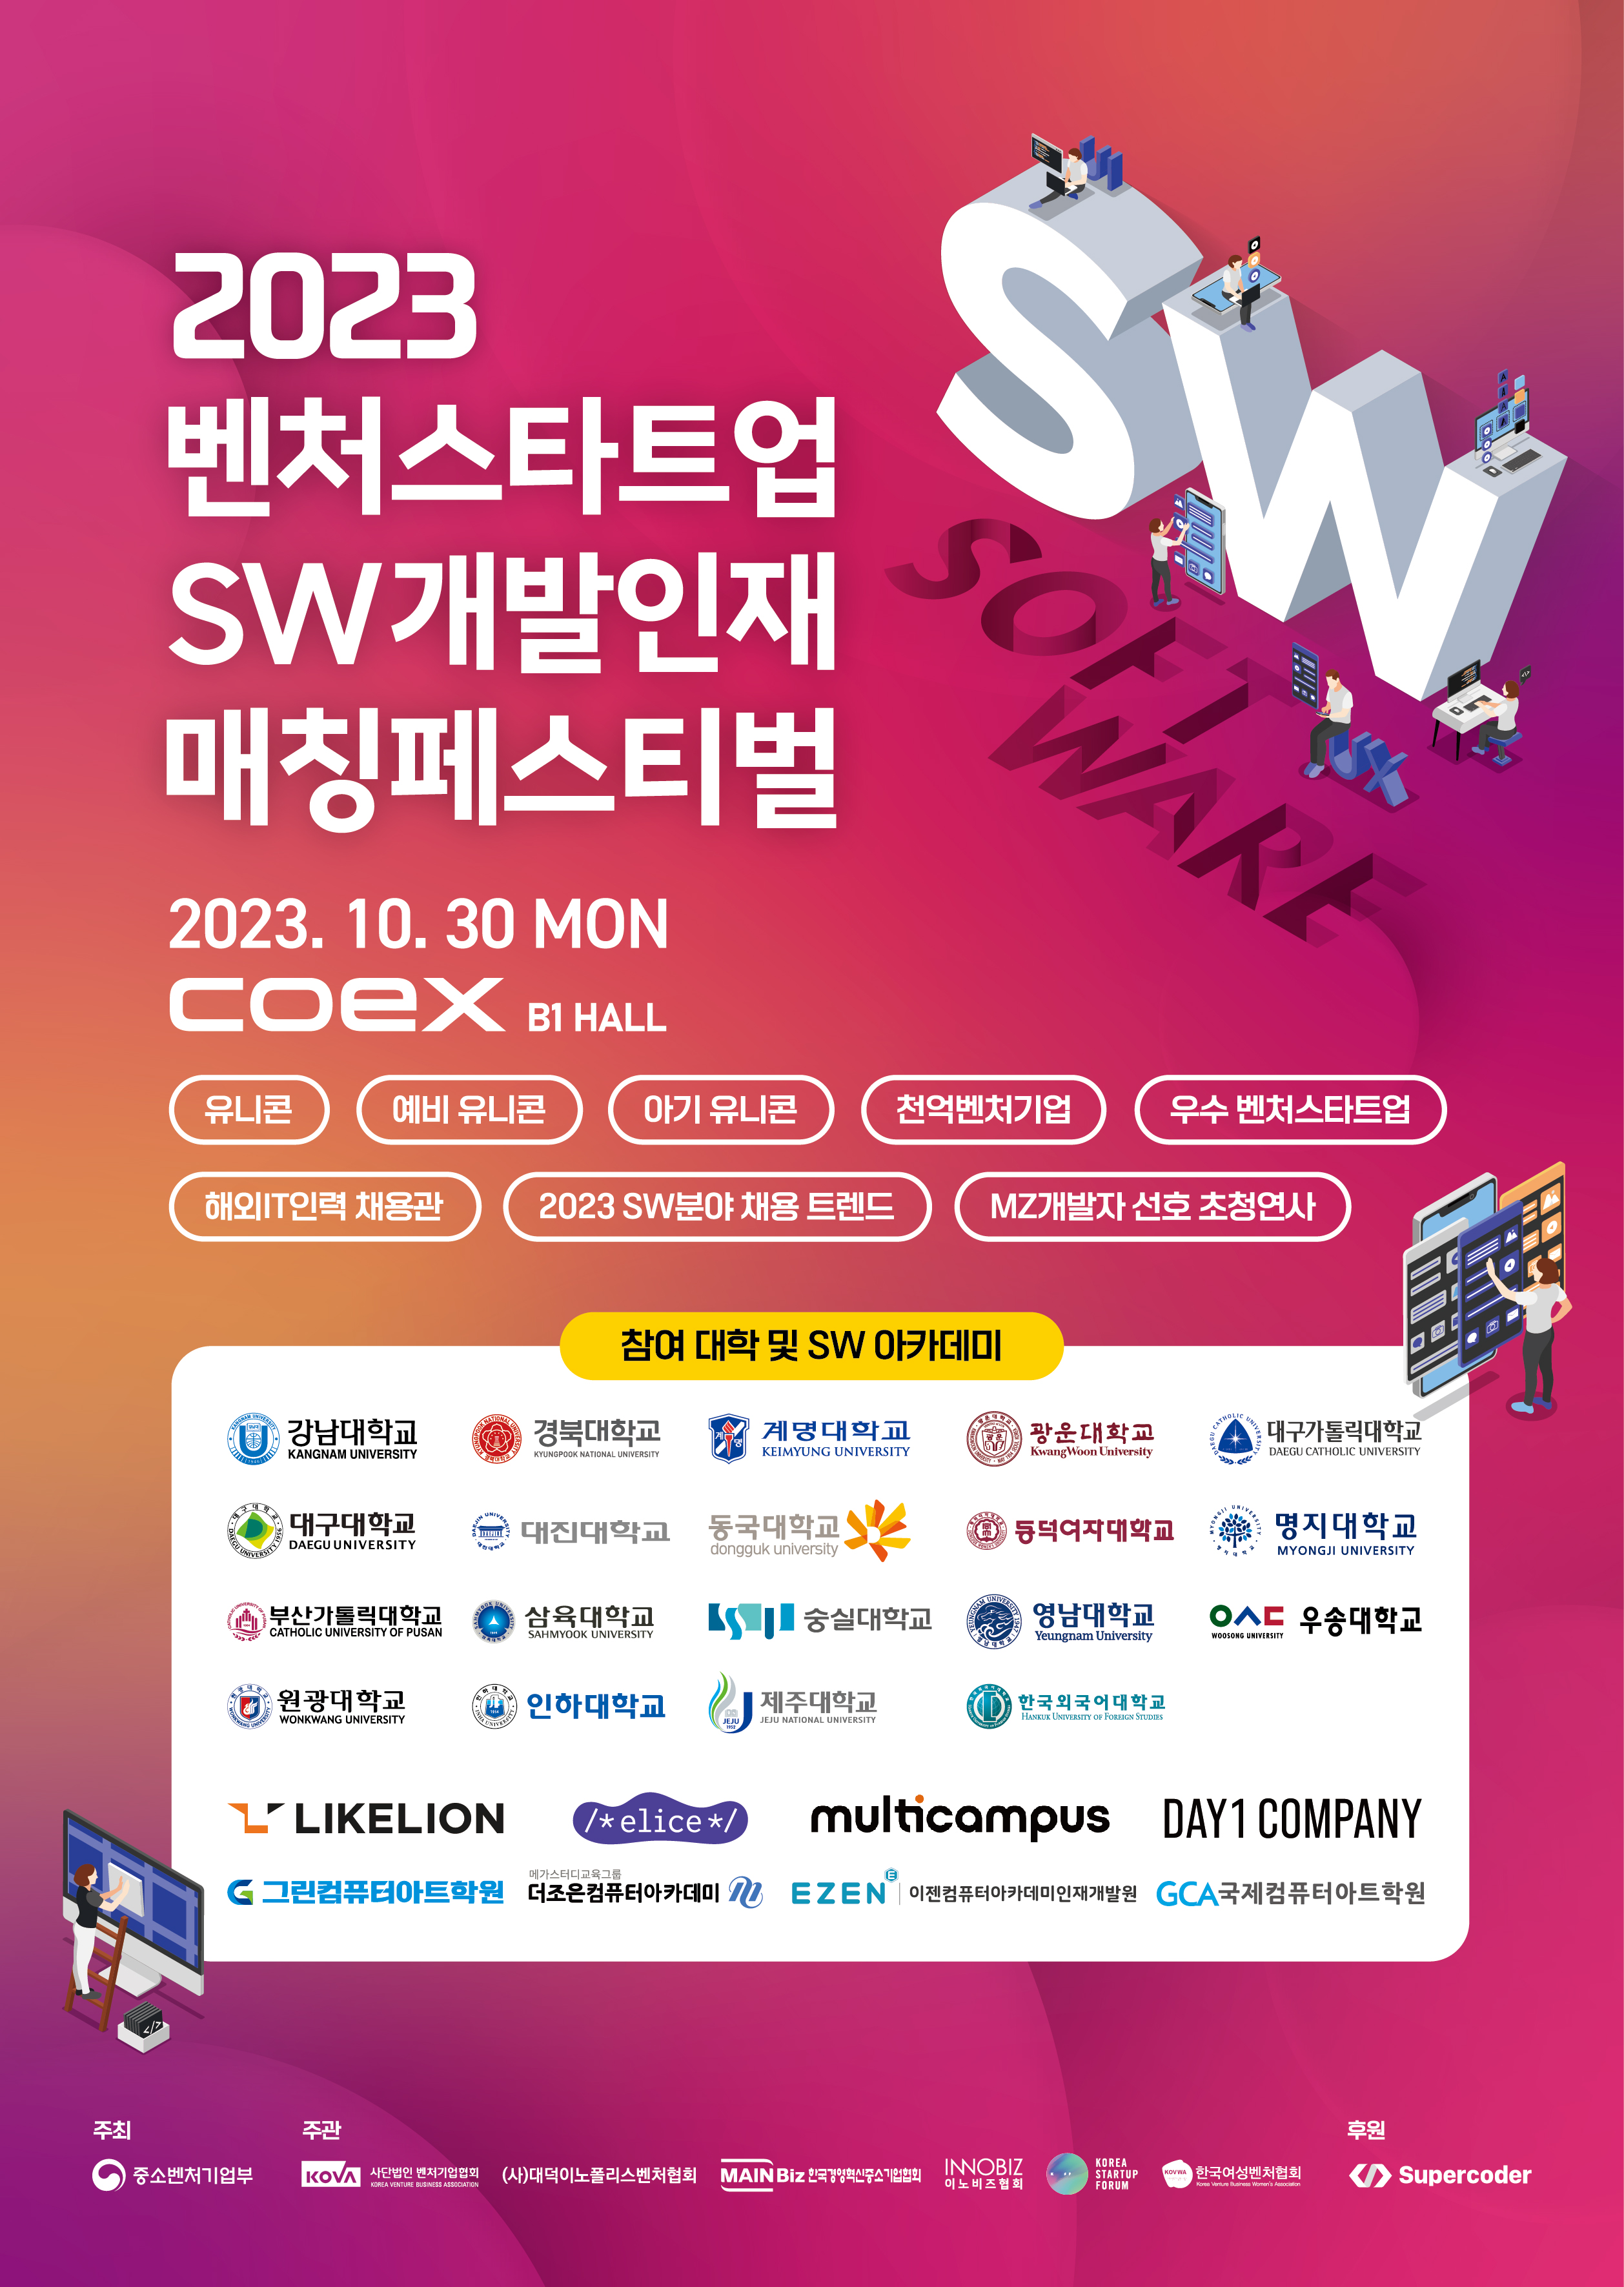 2023
벤처스타트업
SW개발인재
매칭페스티벌
SW
SOFT
WARE
UI
UX
2023. 10. 30 MON
coex B1 HALL
유니콘 예비 유니콘 아기 유니콘 천억벤처기업 우수 벤처스타트업
해외IT인력 채용관 2023 SW분야 채용 트렌드 MZ개발자 선호 초청연사
참여 대학 및 SW 아카데미
강남대학교 KANGNAM UNIVERSITY
경북대학교 KYUNGPOOK NATIONAL UNIVERSITY
계명대학교 KEIMYUNG UNIVERSITY
광운대학교 KwangWoon University
대구가톨릭대학교 DAEGU CATHOLIC UNIVERSITY
대구대학교 DAEGU UNIVERSITY
대진대학교
동국대학교 dongguk university
동덕여자대학교
명지대학교 MYONGJI UNIVERSITY
부산가톨릭대학교 CATHOLIC UNIVERSITY OF PUSAN
삼육대학교 SAHMYOOK UNIVERSITY
숭실대학교
영남대학교 Yeungnam University
WOOSONG UNIVERSITY 우송대학교
원광대학교 WONKWANG UNIVERSITY
인하대학교
제주대학교 JEJU NATIONAL UNIVERSITY
한국외국어대학교 HANKUK UNIVERSITY OF FOREIGN STUDIES
LIKELION /*elice*/ multicampus DAY1 COMPANY
그린컴퓨터아트학원
메가스터디교육그룹
더조은컴퓨터아카데미
EZEN 이젠컴퓨터아카데미인재개발원
GCA국제컴퓨터아트학원
주최
중소벤처기업부
주관
KOVA 사단법인 벤처기업협회
KOREA VENTURE BUSINESS ASSOCIATION
(사)대덕이노폴리스벤처협회
MAINBiz 한국경영혁신중소기업협회
INNOBIZ
이노비즈협회
KOREA
STARTUP
FORUM
KOVWA 한국여성벤처협회
Korea Venture Business Women's Association
후원
Supercoder